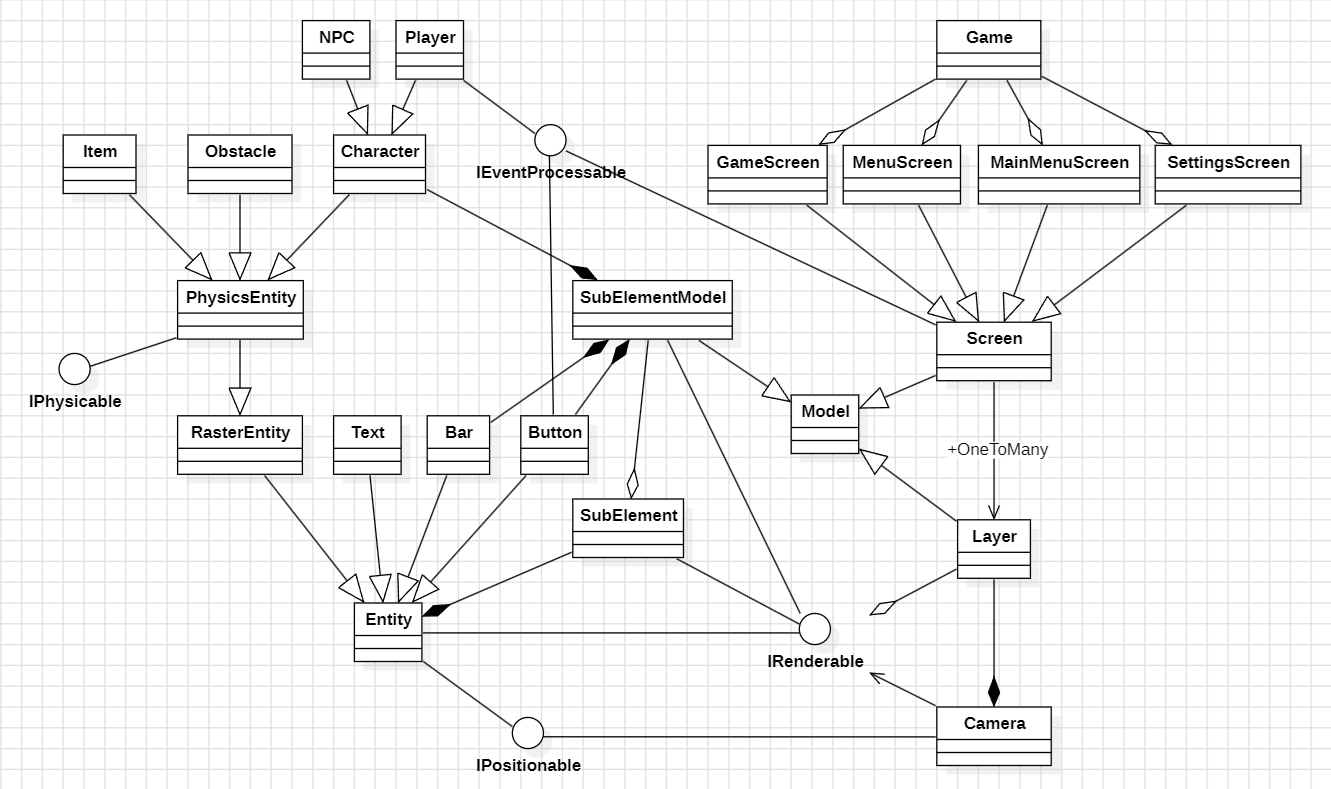 NPC
Player
Game
Item
Obstacle
Character
IEventProcessable
GameScreen
MenuScreen
MainMenuScreen
SettingsScreen
PhysicsEntity
SubElementModel
Screen
IPhysicable
RasterEntity
Text
Bar
Button
Model
+OneToMany
SubElement
Layer
Entity
IRenderable
Camera
IPositionable